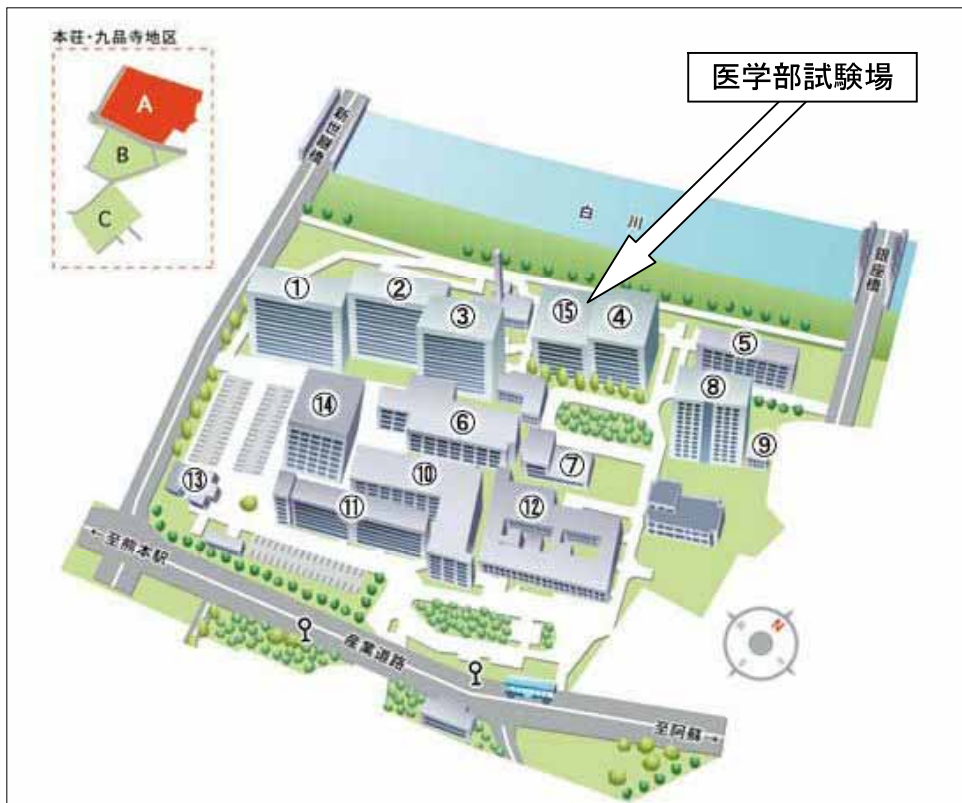 本荘・九品寺地区
A
B
C
医学部試験場
新世継橋
白川
銀座橋
①
②
③
⑮
④
⑤
⑧
⑭
⑥
⑦
⑨
⑬
⑩
⑪
⑫
←至熊本駅
産業道路
N
至阿蘇→